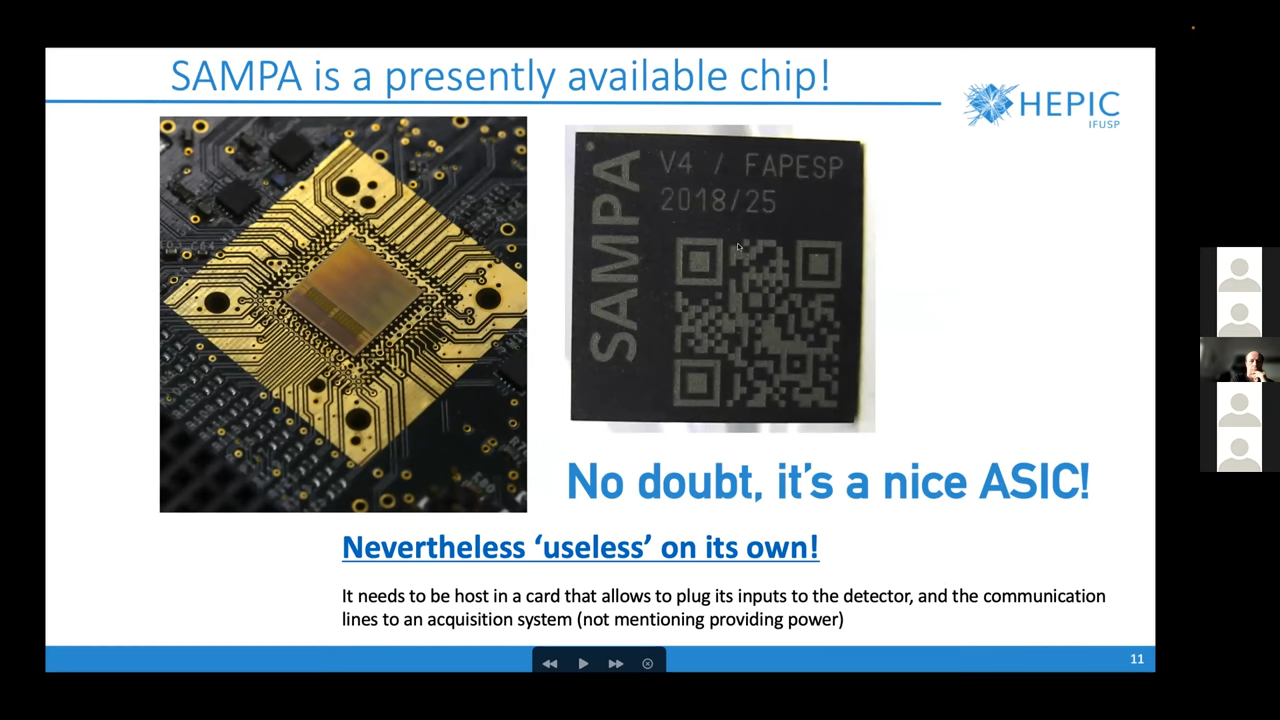 SAMPA is a presently available chip!
HEPIC
IFUSP
SAMPA
V4 / FAPESP
2018/25
No doubt, it's a nice ASIC!
Nevertheless ‘useless’ on its own!
It needs to be host in a card that allows to plug its inputs to the detector, and the communication
lines to an acquisition system (not mentioning providing power)
11